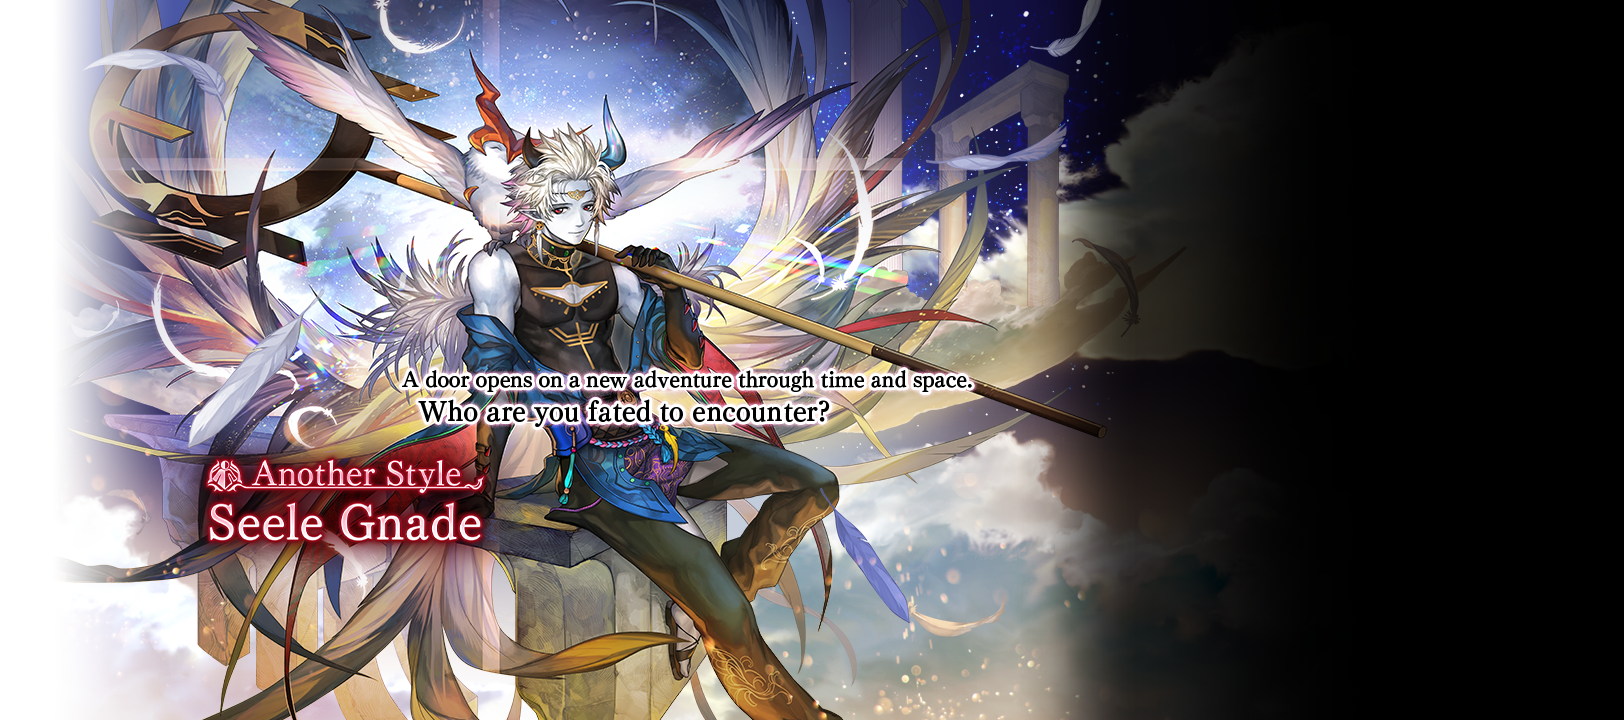 A door opens on a new adventure through time and space.
Who are you fated to encounter?
Another Style
Seele Gnade